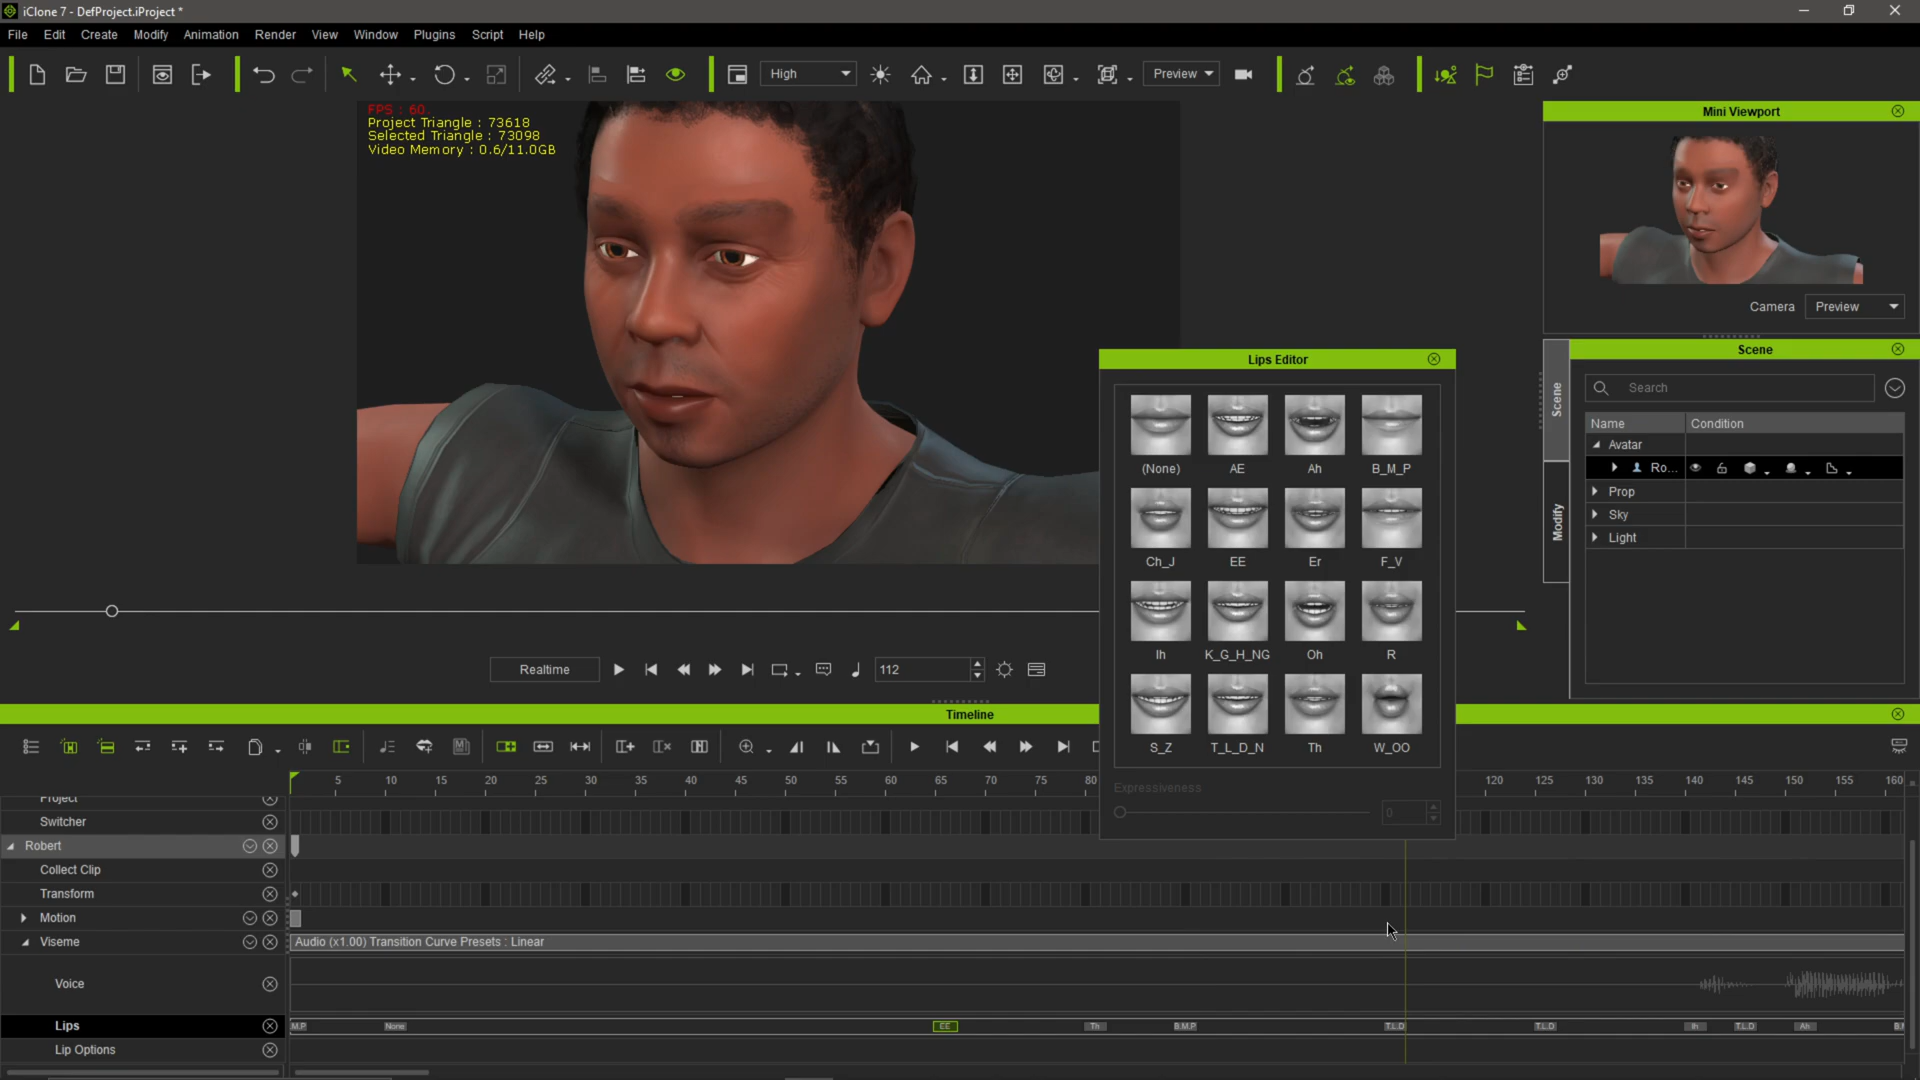 iClone 7 - DefProject.iProject *
File Edit Create Modify Animation Render View Window Plugins Script Help
High Preview
FPS : 60
Project Triangle : 73618
Selected Triangle : 73098
Video Memory : 0.6/11.0GB
Mini Viewport
Camera Preview
Scene
Scene
Modify
Search
Name Condition
Avatar
Ro...
Prop
Sky
Light
Lips Editor
(None) AE Ah B_M_P
Ch_J EE Er F_V
Ih K_G_H_NG Oh R
S_Z T_L_D_N Th W_OO
Expressiveness
0
Realtime 112
Timeline
5 10 15 20 25 30 35 40 45 50 55 60 65 70 75 80 120 125 130 135 140 145 150 155 160
Project
Switcher
Robert
Collect Clip
Transform
Motion
Viseme Audio (x1.00) Transition Curve Presets : Linear
Voice
Lips M.P None EE Th B.M.P T.L.D T.L.D Ih T.L.D Ah
Lip Options